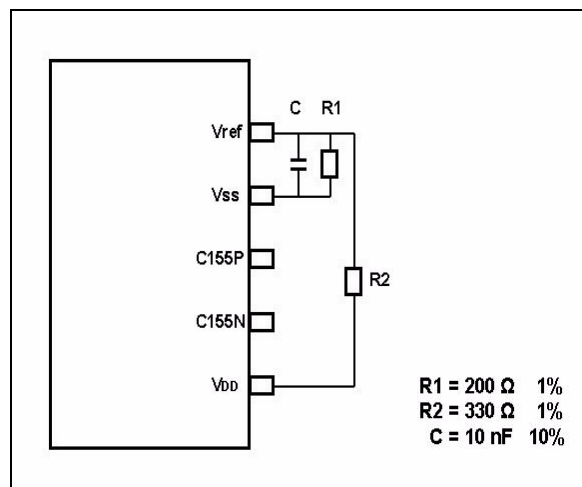 C R1
Vref
Vss
C155P
R2
C155N
VDD
R1 = 200 Ω 1%
R2 = 330 Ω 1%
C = 10 nF 10%